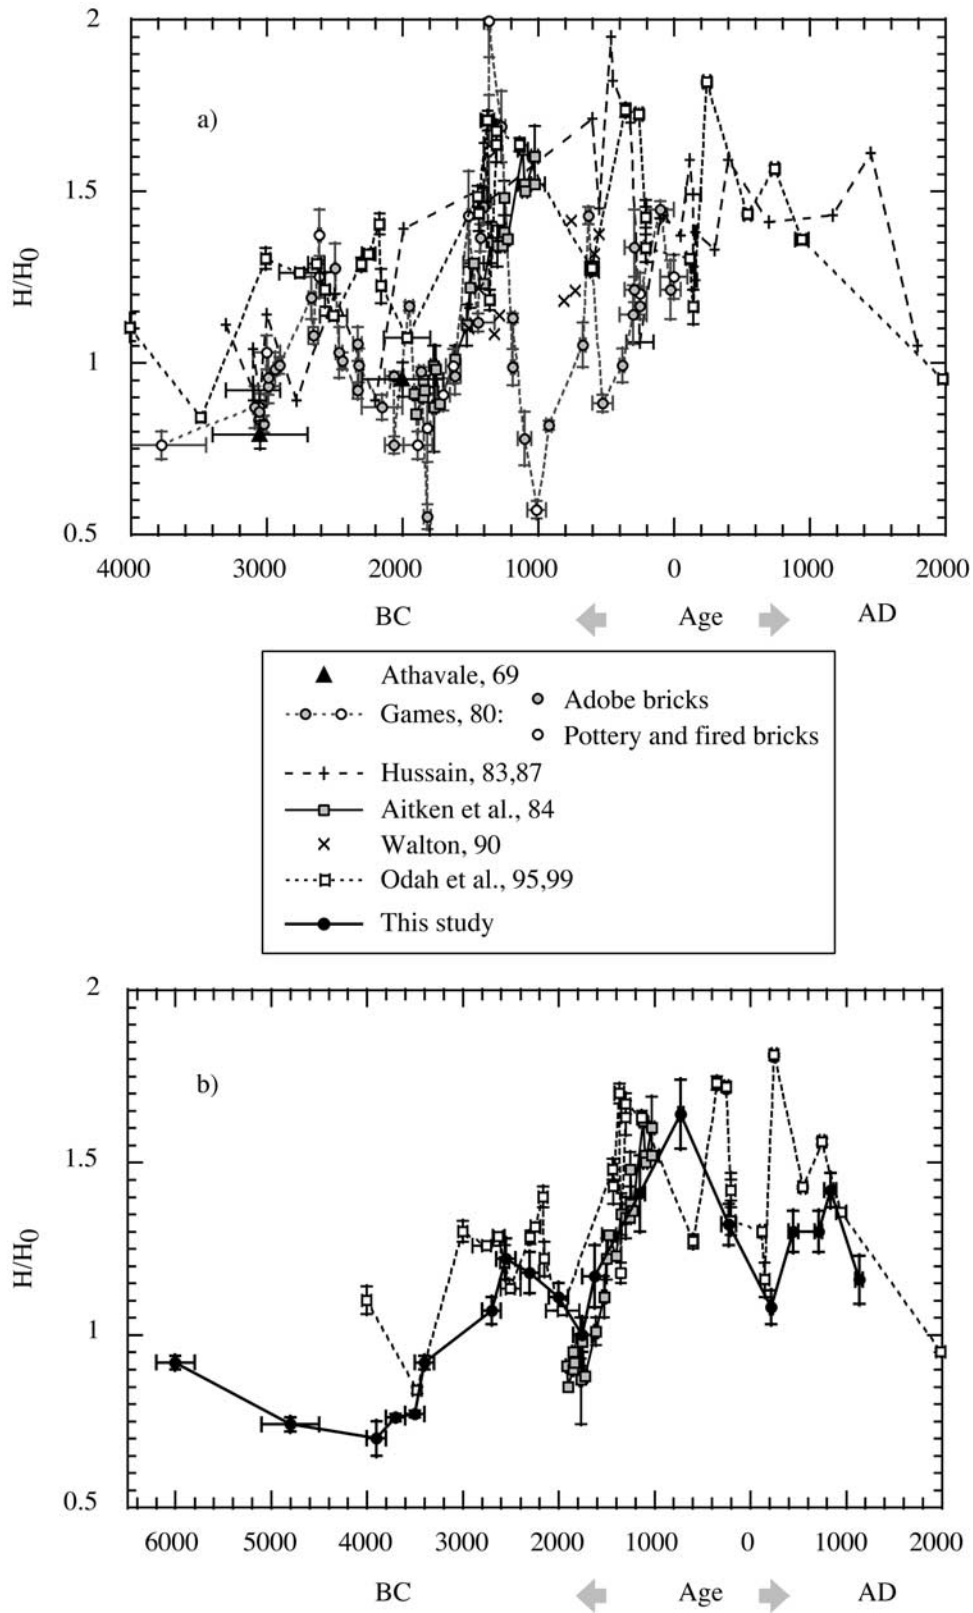 2
a)
1.5
H/H0
1
0.5
4000 3000 2000 1000 0 1000 2000
BC Age AD
Athavale, 69
Games, 80: Adobe bricks
Pottery and fired bricks
Hussain, 83,87
Aitken et al., 84
Walton, 90
Odah et al., 95,99
This study
2
b)
1.5
H/H0
1
0.5
6000 5000 4000 3000 2000 1000 0 1000 2000
BC Age AD